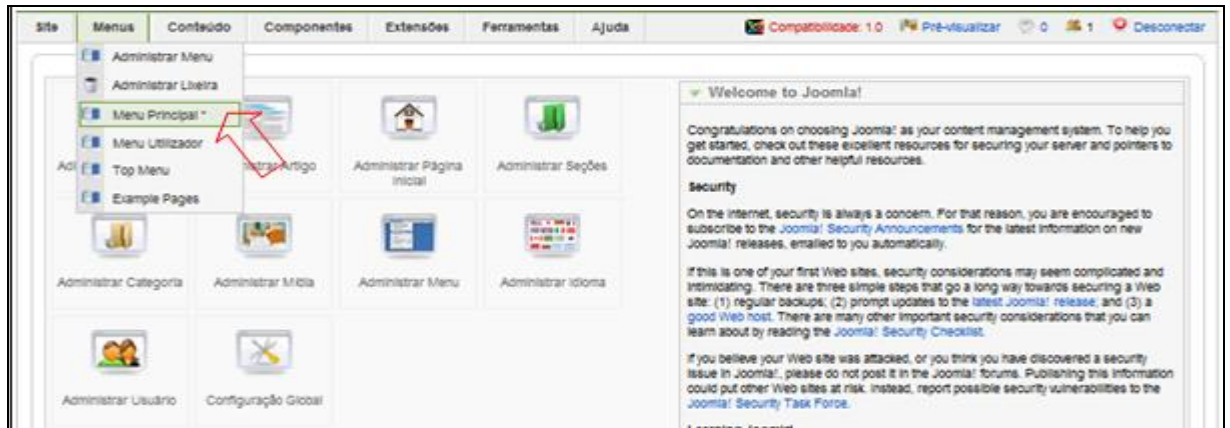 Site Menus Conteúdo Componentes Extensões Ferramentas Ajuda Compatibilidade: 1.0 Pré-visualizar 0 1 Desconectar
Administrar Menu
Administrar Lixeira
Menu Principal *
Menu Utilizador
Top Menu
Example Pages
Administrar Página
Inicial
Administrar Seções
Administrar Categoria Administrar Mídia Administrar Menu Administrar Idioma
Administrar Usuário Configuração Global
Welcome to Joomla!
Congratulations on choosing Joomla! as your content management system. To help you
get started, check out these excellent resources for securing your server and pointers to
documentation and other helpful resources.
Security
On the Internet, security is always a concern. For that reason, you are encouraged to
subscribe to the Joomla! Security Announcements for the latest information on new
Joomla! releases, emailed to you automatically.
If this is one of your first Web sites, security considerations may seem complicated and
intimidating. There are three simple steps that go a long way towards securing a Web
site: (1) regular backups; (2) prompt updates to the latest Joomla! release; and (3) a
good Web host. There are many other important security considerations that you can
learn about by reading the Joomla! Security Checklist.
If you believe your Web site was attacked, or you think you have discovered a security
issue in Joomla!, please do not post it in the Joomla! forums. Publishing this information
could put other Web sites at risk. Instead, report possible security vulnerabilities to the
Joomla! Security Task Force.